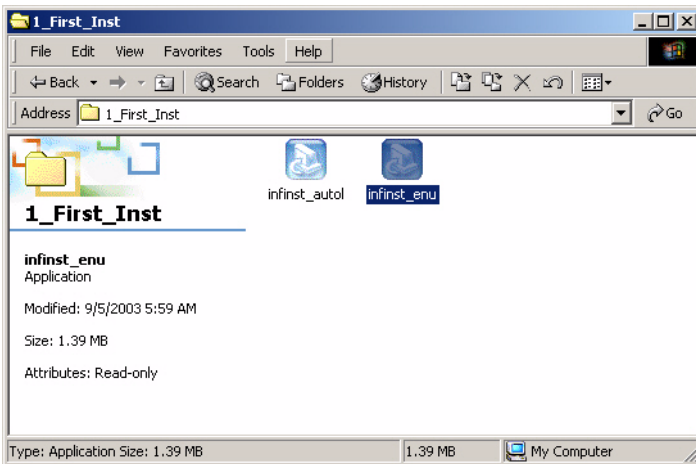 1_First_Inst
File Edit View Favorites Tools Help
Back Search Folders History
Address 1_First_Inst Go
infinst_autol infinst_enu
1_First_Inst
infinst_enu
Application
Modified: 9/5/2003 5:59 AM
Size: 1.39 MB
Attributes: Read-only
Type: Application Size: 1.39 MB 1.39 MB My Computer